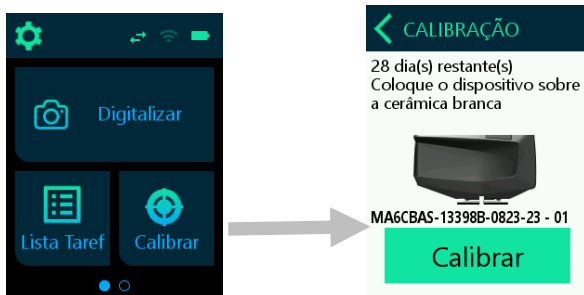 Digitalizar
Lista Taref
Calibrar
CALIBRAÇÃO
28 dia(s) restante(s)
Coloque o dispositivo sobre
a cerâmica branca
MA6CBAS-13398B-0823-23 - 01
Calibrar